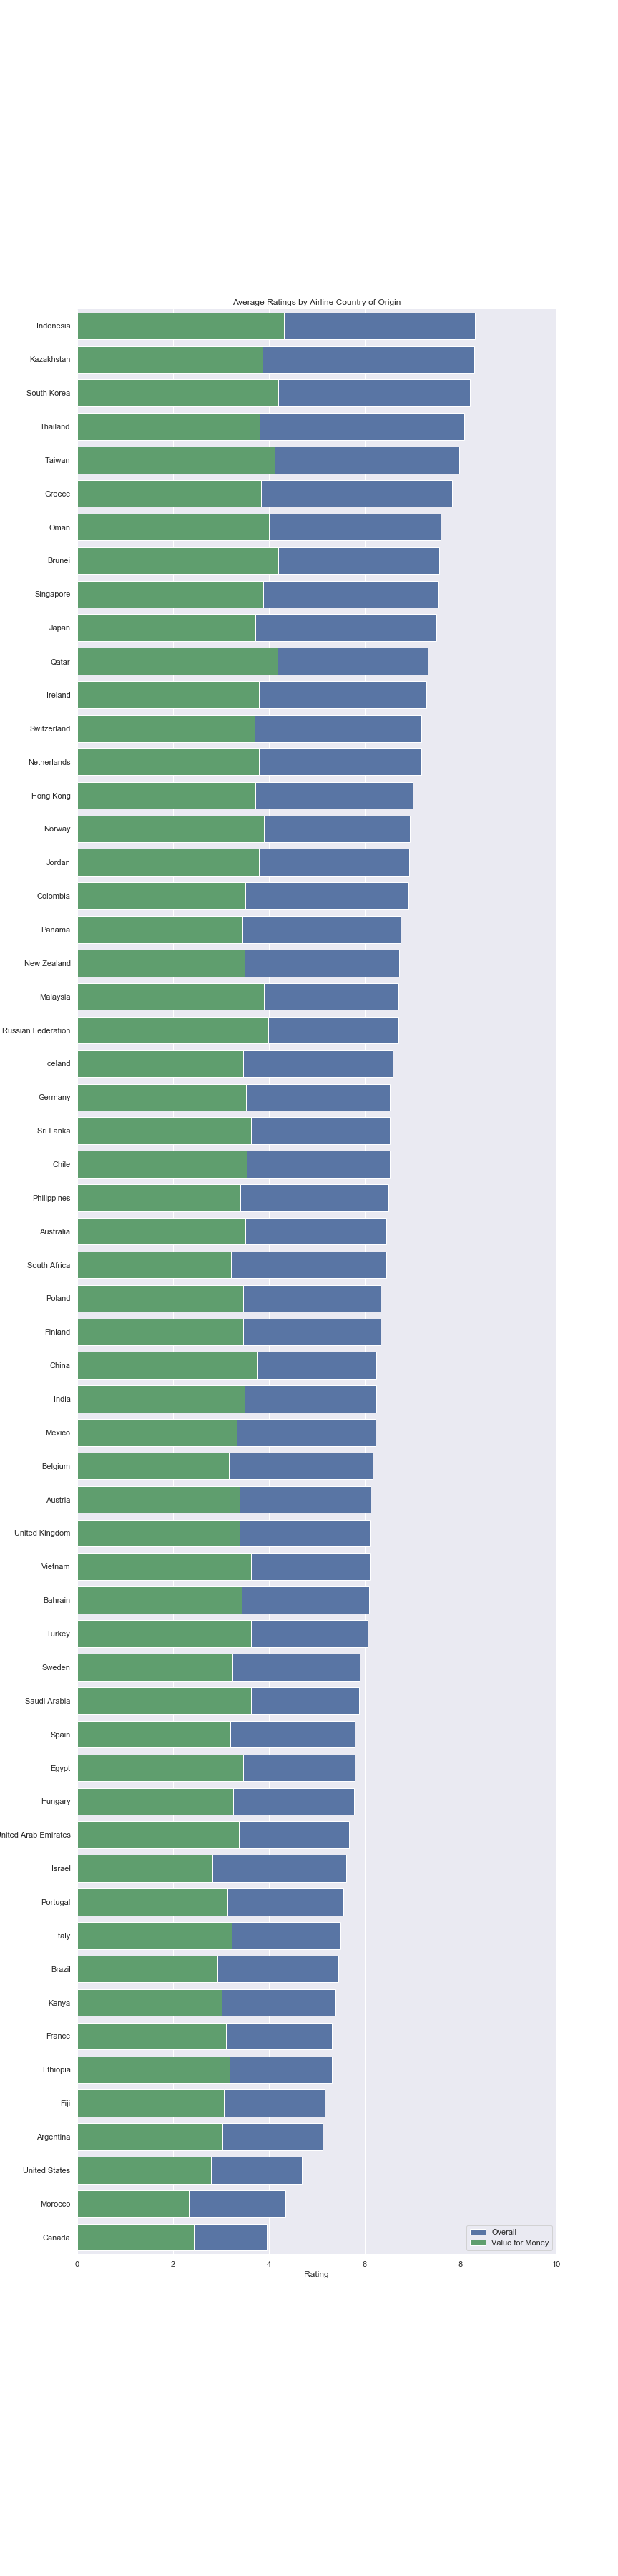 Average Ratings by Airline Country of Origin
Indonesia
Kazakhstan
South Korea
Thailand
Taiwan
Greece
Oman
Brunei
Singapore
Japan
Qatar
Ireland
Switzerland
Netherlands
Hong Kong
Norway
Jordan
Colombia
Panama
New Zealand
Malaysia
Russian Federation
Iceland
Germany
Sri Lanka
Chile
Philippines
Australia
South Africa
Poland
Finland
China
India
Mexico
Belgium
Austria
United Kingdom
Vietnam
Bahrain
Turkey
Sweden
Saudi Arabia
Spain
Egypt
Hungary
United Arab Emirates
Israel
Portugal
Italy
Brazil
Kenya
France
Ethiopia
Fiji
Argentina
United States
Morocco
Canada
Overall
Value for Money
0 2 4 6 8 10
Rating